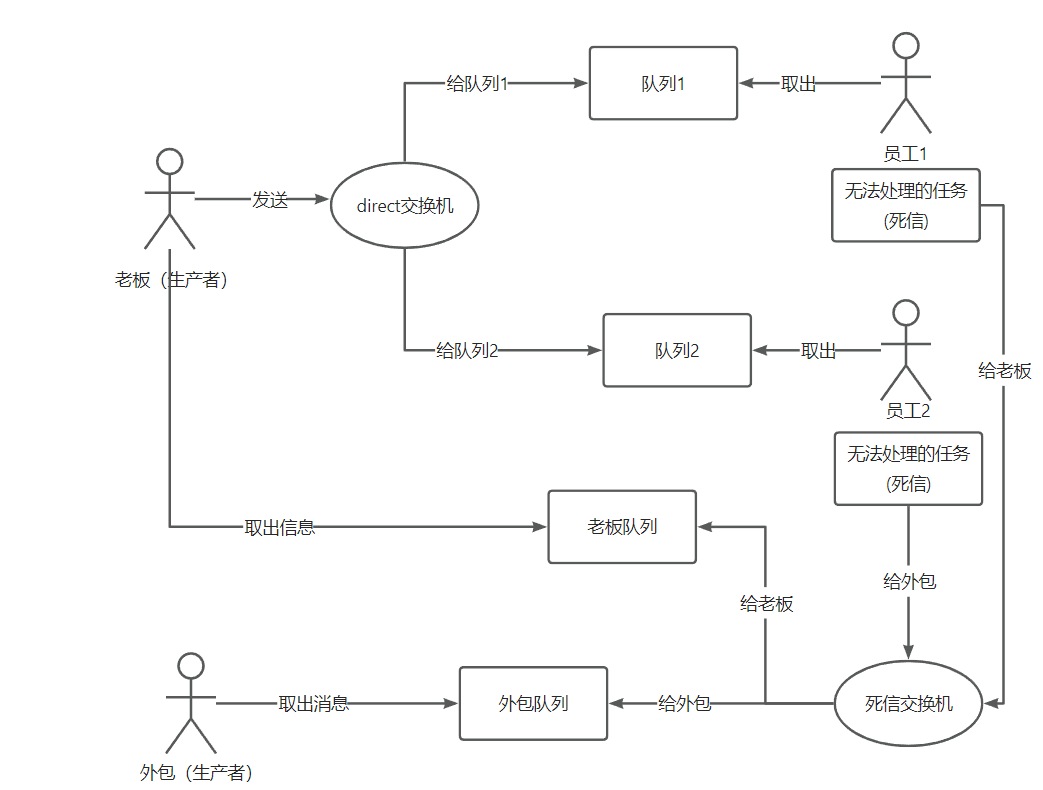 给队列1
队列1
取出
员工1
无法处理的任务
(死信)
发送
direct交换机
老板（生产者）
给队列2
队列2
取出
员工2
给老板
无法处理的任务
(死信)
取出信息
老板队列
给外包
给老板
取出消息
外包队列
给外包
死信交换机
外包（生产者）